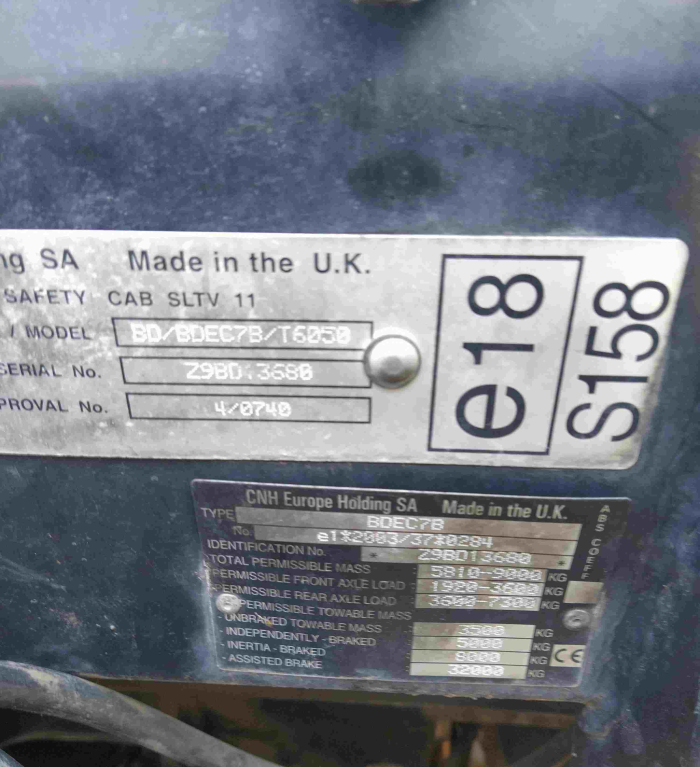 ng SA Made in the U.K.
SAFETY CAB SLTV 11
/ MODEL BD/BDEC7B/T6050
SERIAL No. Z9BD13680
PROVAL No. 4/0740
e18
S158
CNH Europe Holding SA Made in the U.K.
TYPE BDEC7B
No. e1*2003/37*0284
IDENTIFICATION No. * Z9BD13680 *
TOTAL PERMISSIBLE MASS 5810-9000 KG
PERMISSIBLE FRONT AXLE LOAD 1920-3600 KG
PERMISSIBLE REAR AXLE LOAD 3600-7300 KG
PERMISSIBLE TOWABLE MASS
- UNBRAKED TOWABLE MASS 3500 KG
- INDEPENDENTLY - BRAKED 5000 KG
- INERTIA - BRAKED 8000 KG
- ASSISTED BRAKE 32000 KG
ABS COEFF
CE